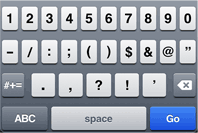 1 2 3 4 5 6 7 8 9 0
- / : ; ( ) $ & @ "
#+= . , ? ! '
ABC space Go